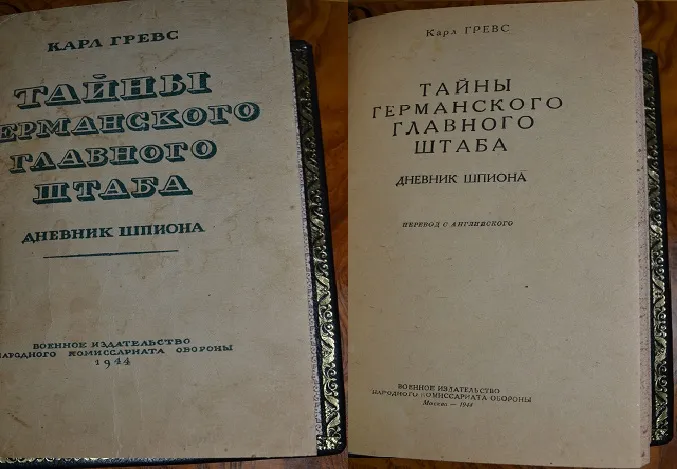 КАРЛ ГРЕВС
ТАЙНЫ
ГЕРМАНСКОГО
ГЛАВНОГО
ШТАБА
ДНЕВНИК ШПИОНА
ВОЕННОЕ ИЗДАТЕЛЬСТВО
НАРОДНОГО КОМИССАРИАТА ОБОРОНЫ
1944
Карл ГРЕВС
ТАЙНЫ
ГЕРМАНСКОГО
ГЛАВНОГО
ШТАБА
ДНЕВНИК ШПИОНА
ПЕРЕВОД С АНГЛИЙСКОГО
ВОЕННОЕ ИЗДАТЕЛЬСТВО
НАРОДНОГО КОМИССАРИАТА ОБОРОНЫ
Москва — 1944